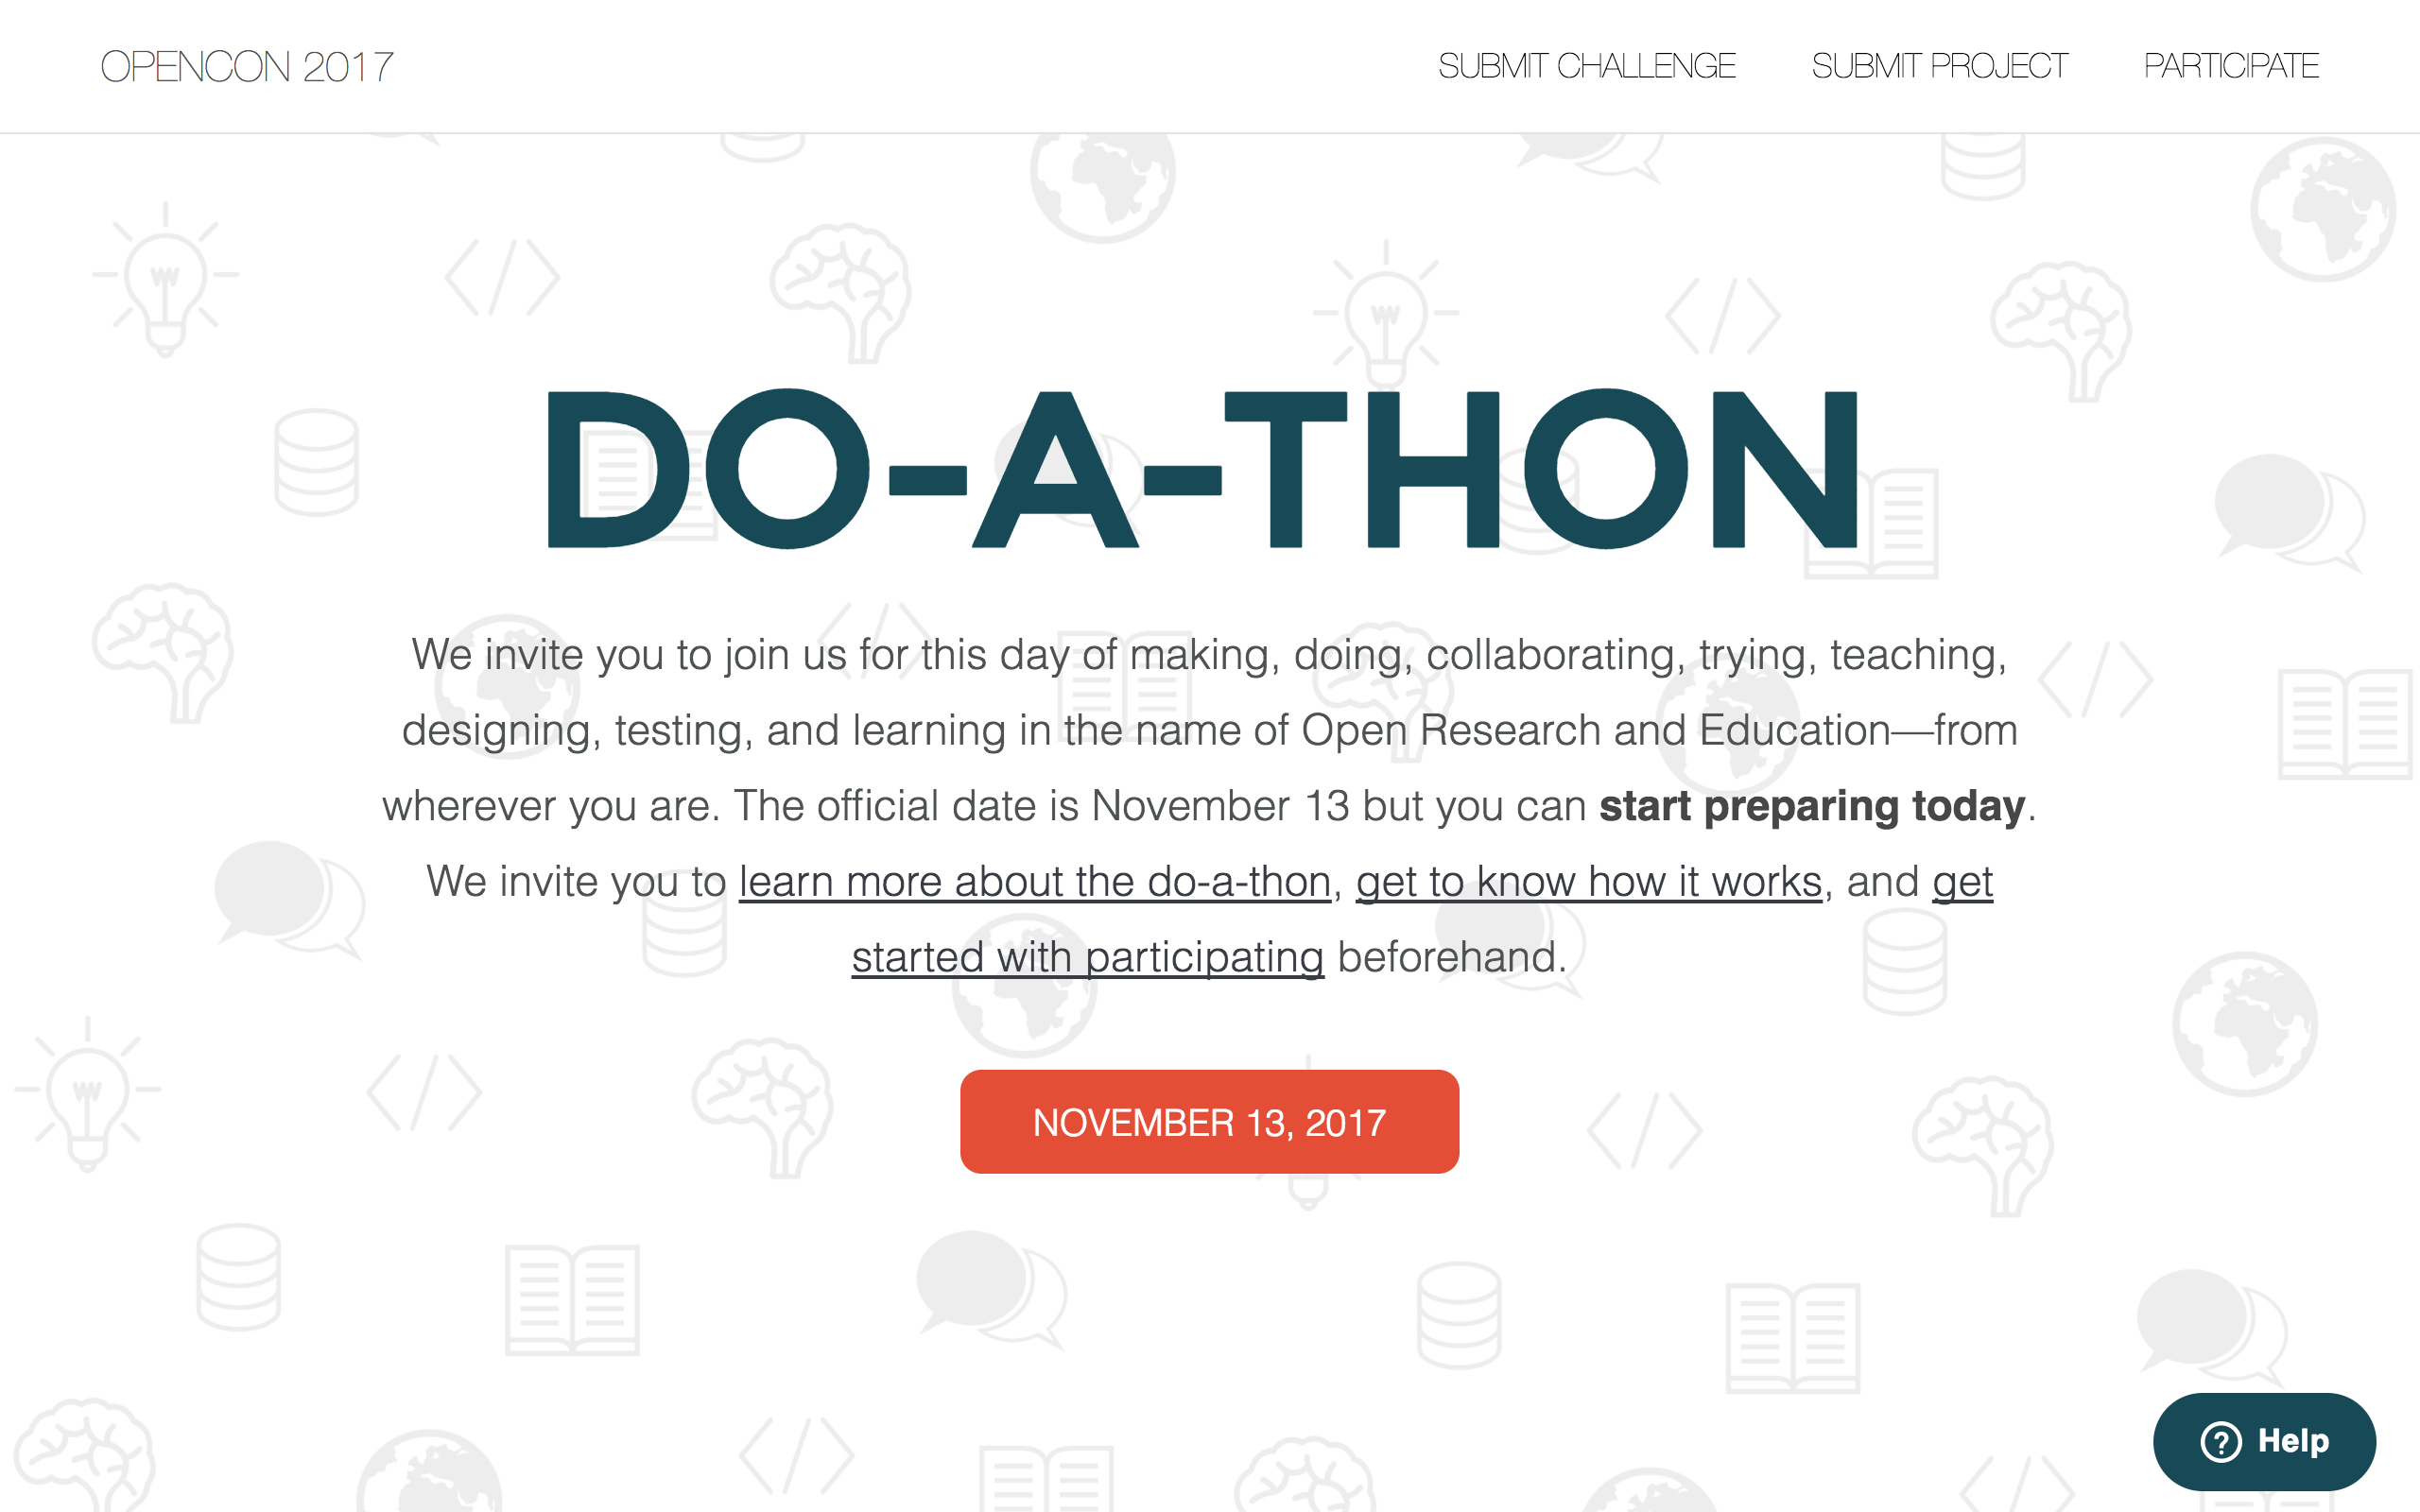 OPENCON 2017
SUBMIT CHALLENGE
SUBMIT PROJECT
PARTICIPATE
DO-A-THON
We invite you to join us for this day of making, doing, collaborating, trying, teaching,
designing, testing, and learning in the name of Open Research and Education—from
wherever you are. The official date is November 13 but you can start preparing today.
We invite you to learn more about the do-a-thon, get to know how it works, and get
started with participating beforehand.
NOVEMBER 13, 2017
? Help